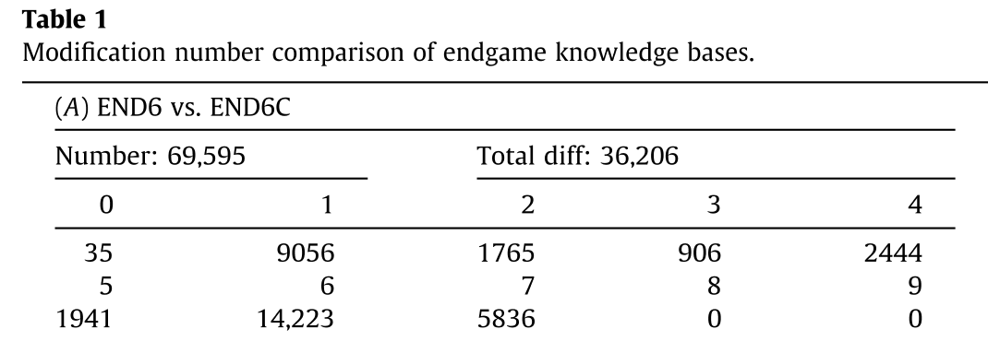 Table 1
Modification number comparison of endgame knowledge bases.
(A) END6 vs. END6C
Number: 69,595 Total diff: 36,206
0 1 2 3 4
35 9056 1765 906 2444
5 6 7 8 9
1941 14,223 5836 0 0